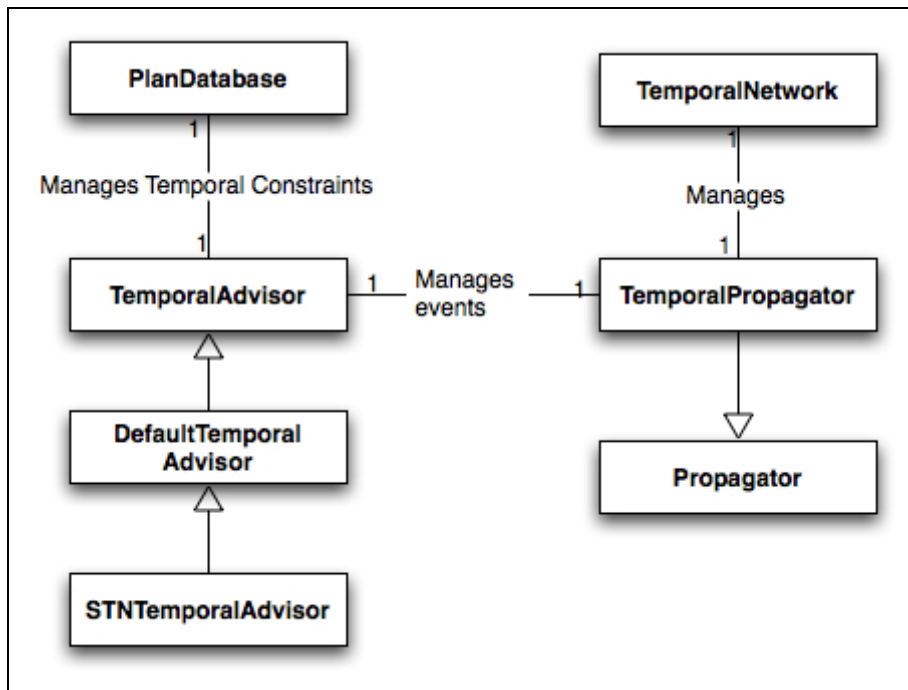 PlanDatabase
TemporalNetwork
1
1
Manages Temporal Constraints
Manages
1
1
TemporalAdvisor
1
Manages
events
1
TemporalPropagator
DefaultTemporal
Advisor
Propagator
STNTemporalAdvisor